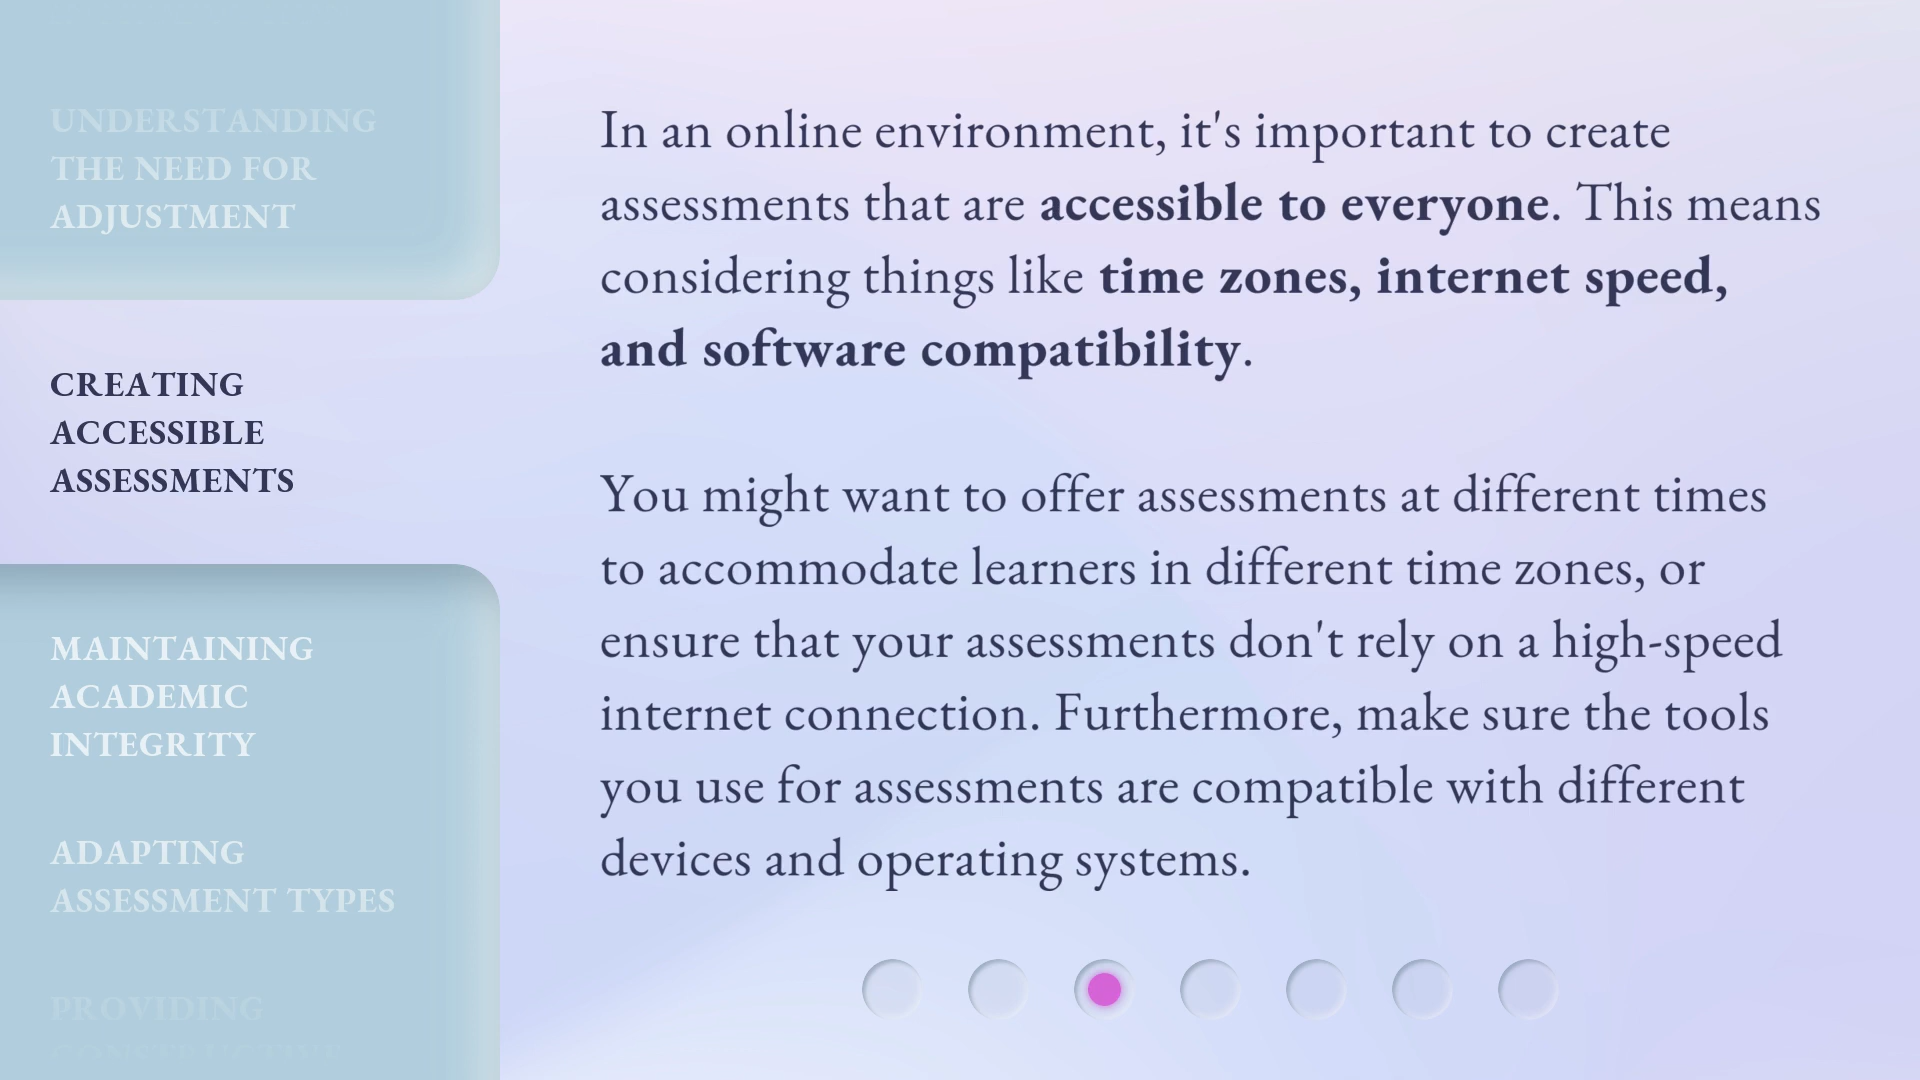 UNDERSTANDING
THE NEED FOR
ADJUSTMENT
CREATING
ACCESSIBLE
ASSESSMENTS
MAINTAINING
ACADEMIC
INTEGRITY
ADAPTING
ASSESSMENT TYPES
PROVIDING
CONSTRUCTIVE
In an online environment, it's important to create
assessments that are accessible to everyone. This means
considering things like time zones, internet speed,
and software compatibility.
You might want to offer assessments at different times
to accommodate learners in different time zones, or
ensure that your assessments don't rely on a high-speed
internet connection. Furthermore, make sure the tools
you use for assessments are compatible with different
devices and operating systems.